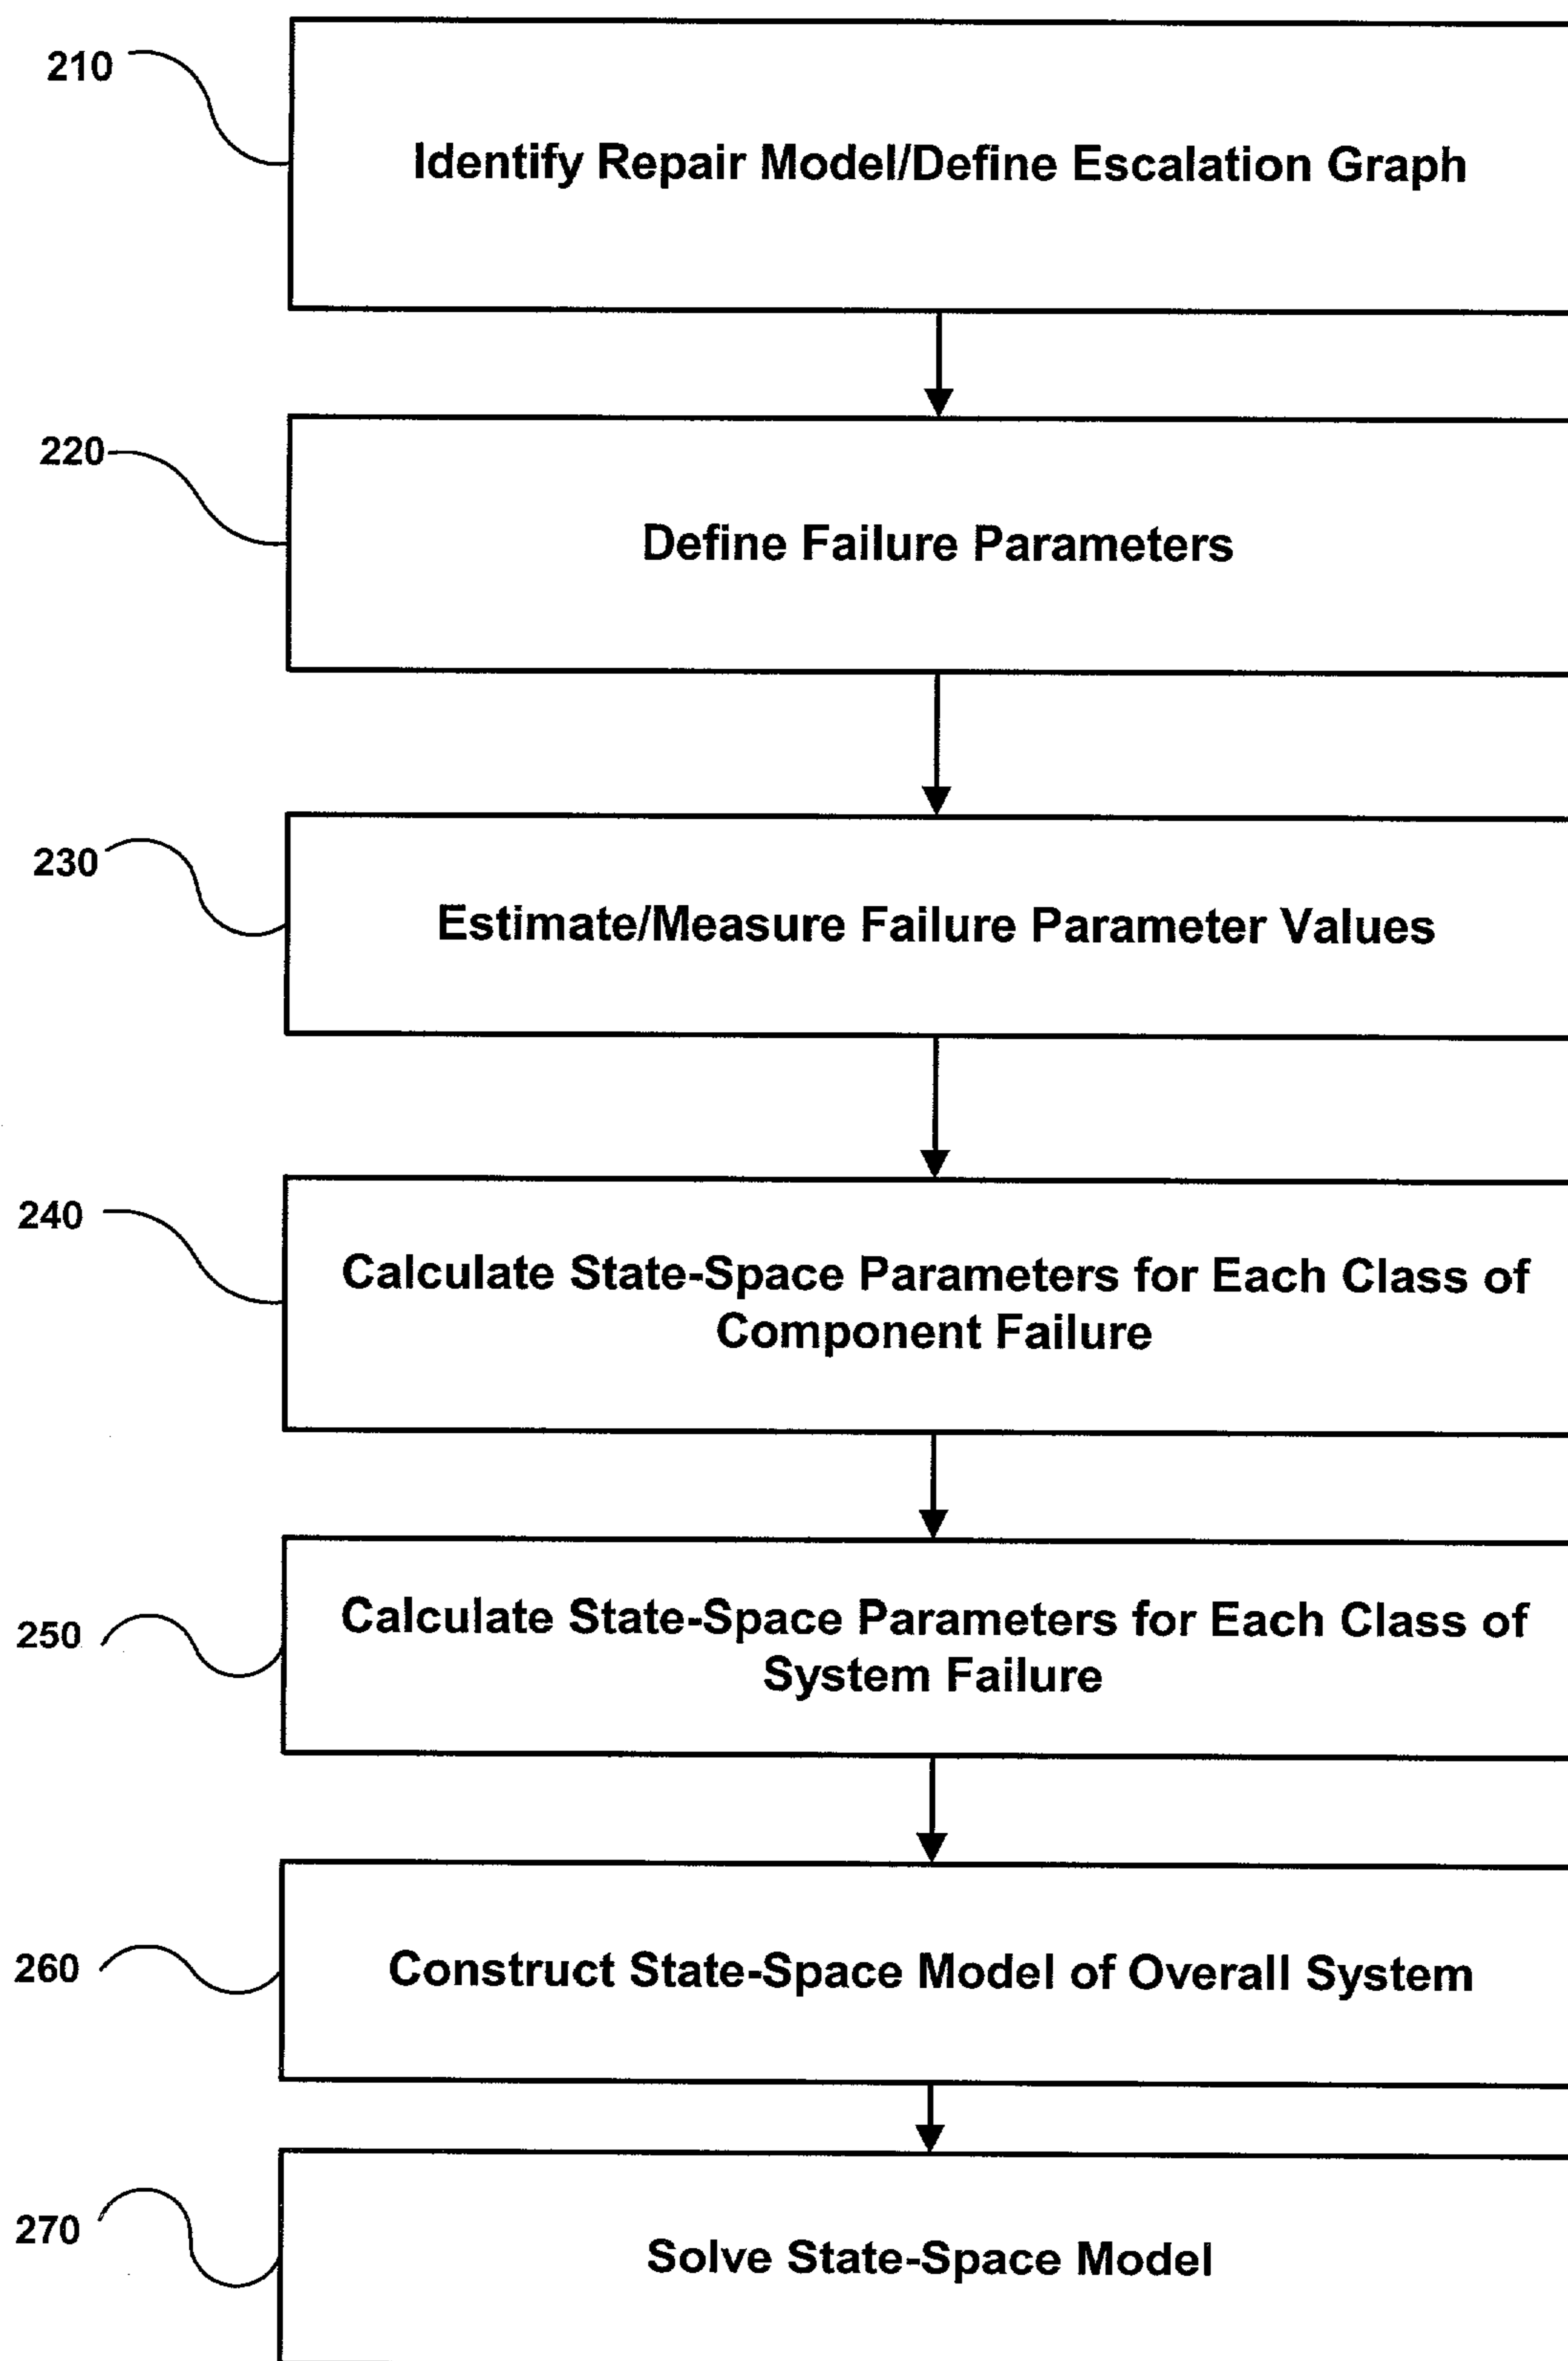 210
Identify Repair Model/Define Escalation Graph
220
Define Failure Parameters
230
Estimate/Measure Failure Parameter Values
240
Calculate State-Space Parameters for Each Class of
Component Failure
250
Calculate State-Space Parameters for Each Class of
System Failure
260
Construct State-Space Model of Overall System
270
Solve State-Space Model